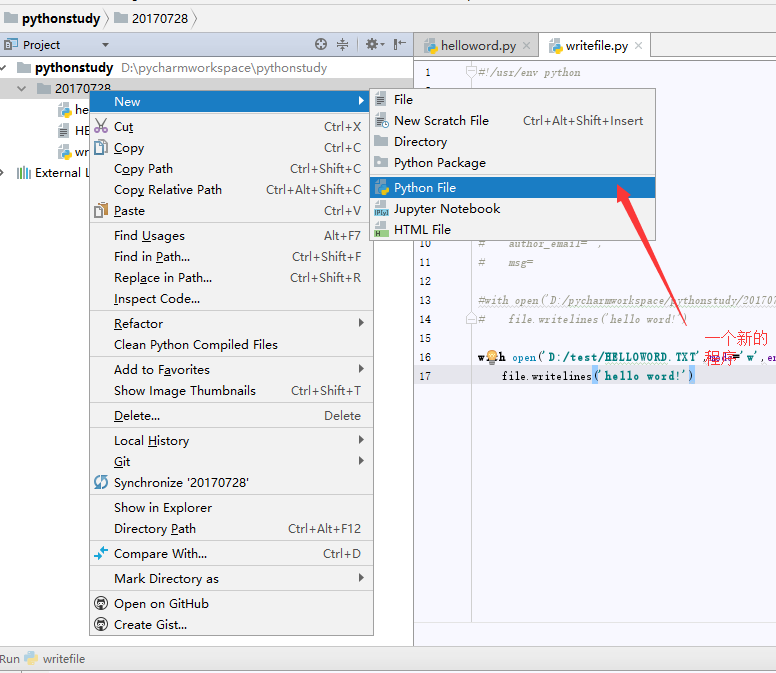 pythonstudy 20170728
Project
helloword.py
writefile.py
pythonstudy D:\pycharmworkspace\pythonstudy
20170728
he
HE
wr
External L
New
Cut Ctrl+X
Copy Ctrl+C
Copy Path Ctrl+Shift+C
Copy Relative Path Ctrl+Alt+Shift+C
Paste Ctrl+V
Find Usages Alt+F7
Find in Path... Ctrl+Shift+F
Replace in Path... Ctrl+Shift+R
Inspect Code...
Refactor
Clean Python Compiled Files
Add to Favorites
Show Image Thumbnails Ctrl+Shift+T
Delete... Delete
Local History
Git
Synchronize '20170728'
Show in Explorer
Directory Path Ctrl+Alt+F12
Compare With... Ctrl+D
Mark Directory as
Open on GitHub
Create Gist...
File
New Scratch File Ctrl+Alt+Shift+Insert
Directory
Python Package
Python File
Jupyter Notebook
HTML File
1 #!/usr/env python
10 # author_email='',
11 # msg=
12
13 #with open('D:/pycharmworkspace/pythonstudy/20170
14 # file.writelines('hello word!')
15
16 open('D:/test/HELLOWORD.TXT' ='w',en
17 file.writelines('hello word!')
一个新的
程序
Run writefile